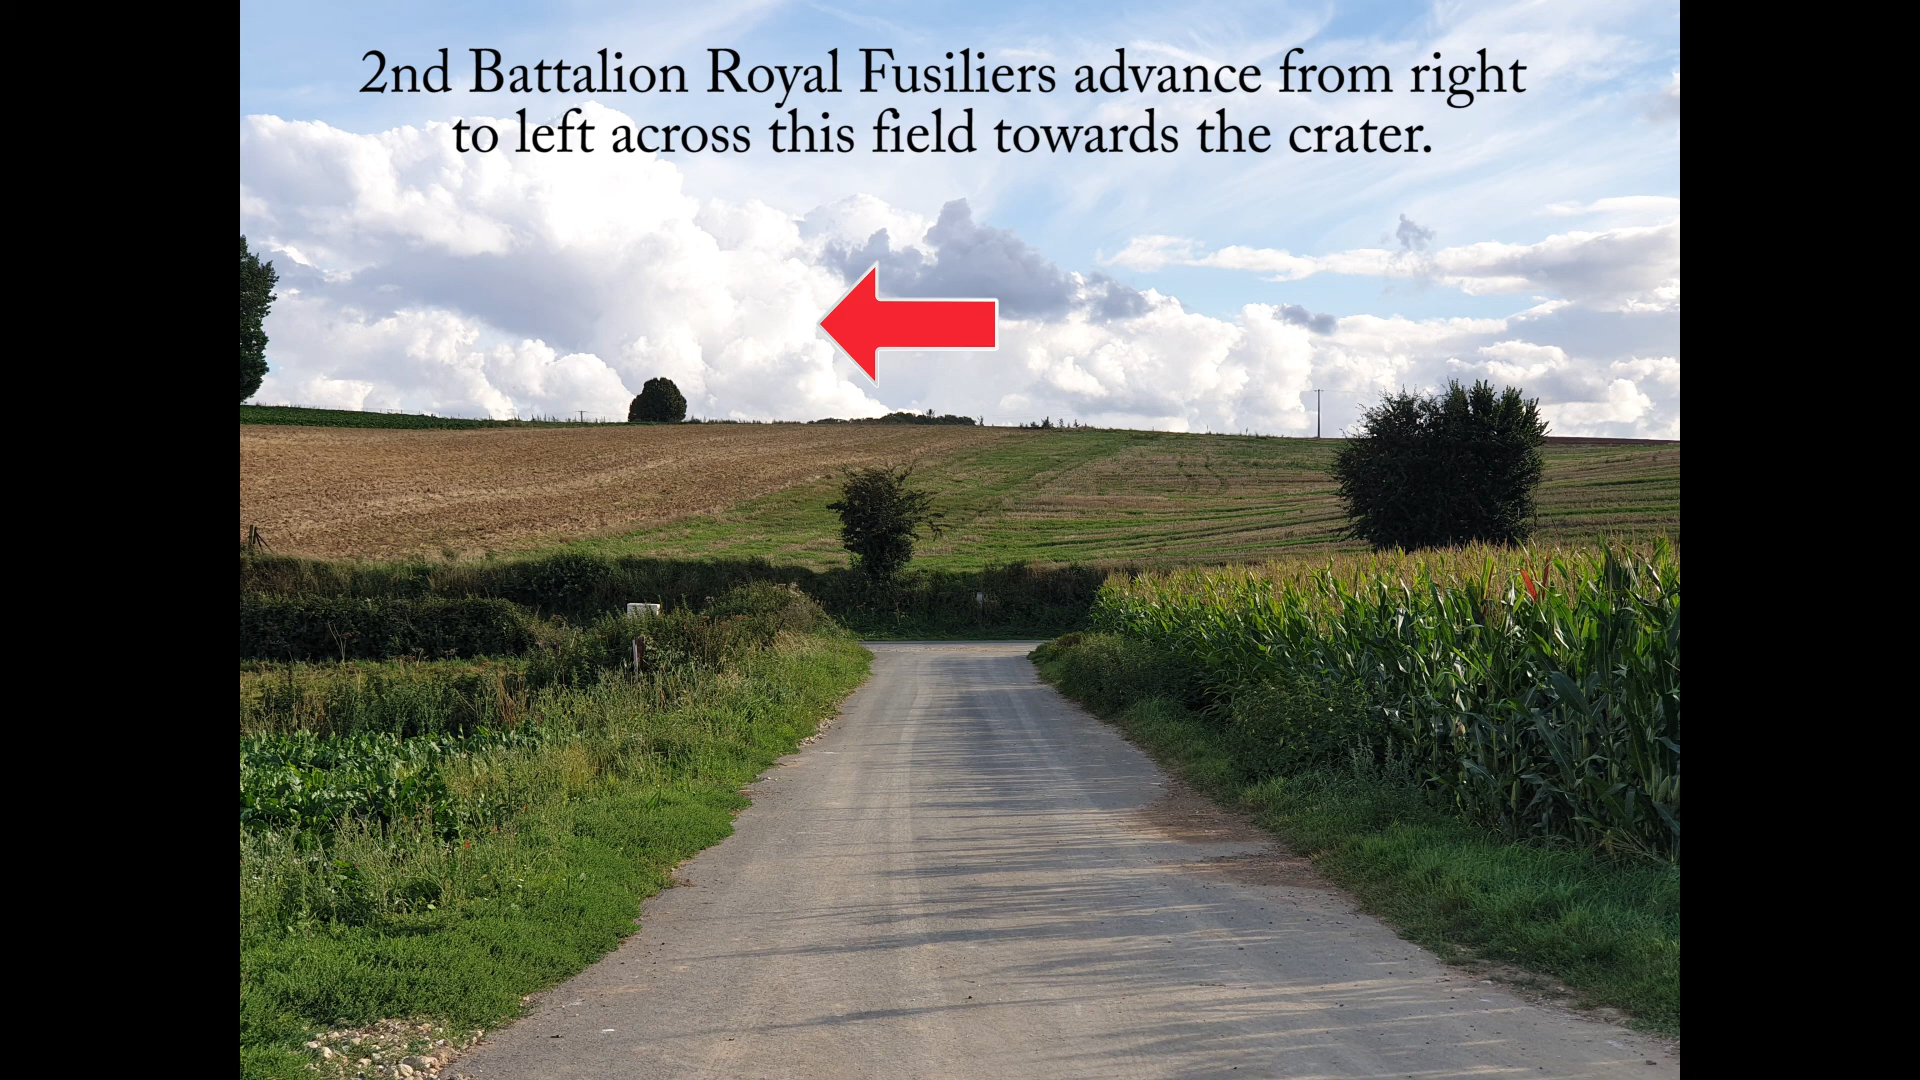 2nd Battalion Royal Fusiliers advance from right
to left across this field towards the crater.